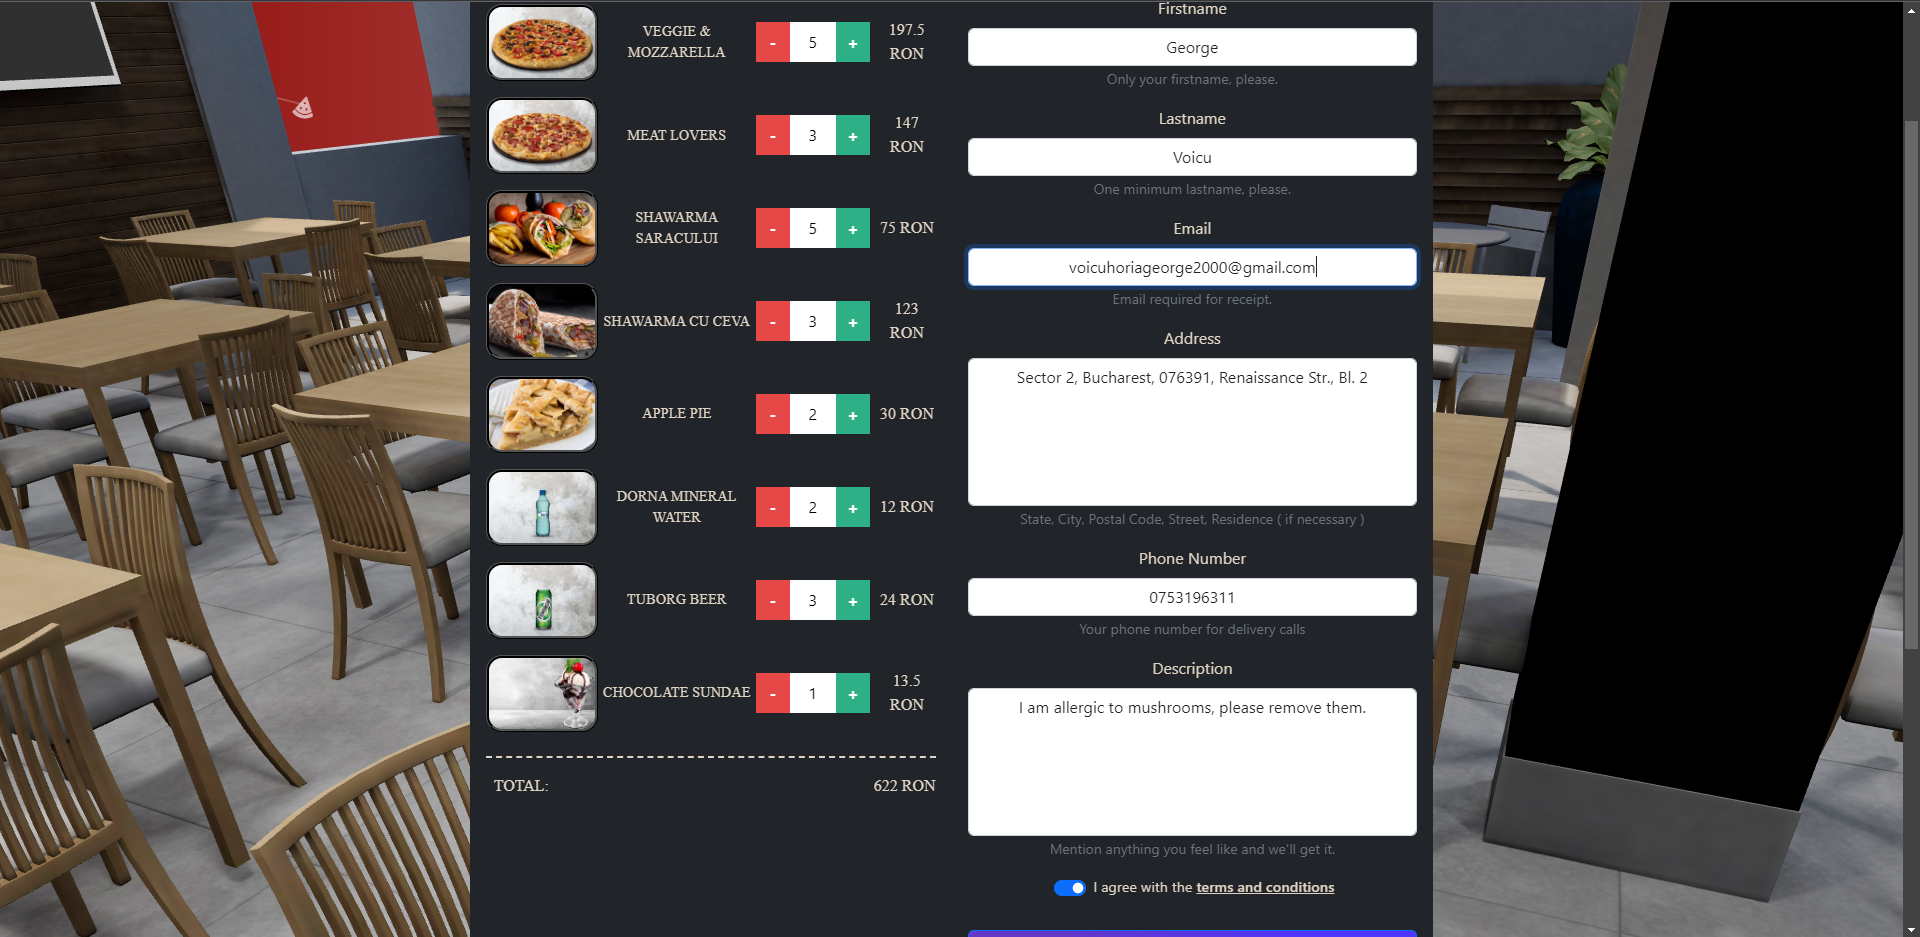 VEGGIE &
MOZZARELLA
- 5 +
197.5
RON
MEAT LOVERS
- 3 +
147
RON
SHAWARMA
SARACULUI
- 5 +
75 RON
SHAWARMA CU CEVA
- 3 +
123
RON
APPLE PIE
- 2 +
30 RON
DORNA MINERAL
WATER
- 2 +
12 RON
TUBORG BEER
- 3 +
24 RON
CHOCOLATE SUNDAE
- 1 +
13.5
RON
TOTAL: 622 RON
Firstname
George
Only your firstname, please.
Lastname
Voicu
One minimum lastname, please.
Email
voicuhoriageorge2000@gmail.com
Email required for receipt.
Address
Sector 2, Bucharest, 076391, Renaissance Str., Bl. 2
State, City, Postal Code, Street, Residence ( if necessary )
Phone Number
0753196311
Your phone number for delivery calls
Description
I am allergic to mushrooms, please remove them.
Mention anything you feel like and we'll get it.
I agree with the terms and conditions